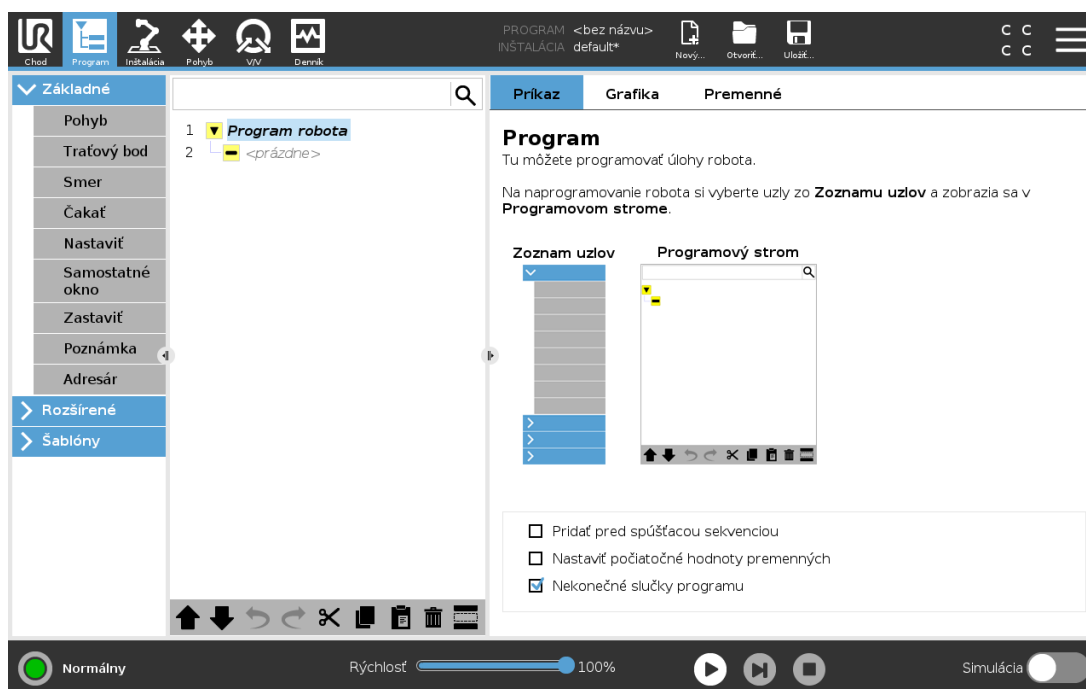 PROGRAM <bez názvu>
INŠTALÁCIA default*
Chod
Program
Inštalácia
Pohyb
V/V
Denník
Nový...
Otvoriť...
Uložiť...
C C
C C
Základné
Pohyb
Traťový bod
Smer
Čakať
Nastaviť
Samostatné
okno
Zastaviť
Poznámka
Adresár
Rozšírené
Šablóny
1 Program robota
2 <prázdne>
Príkaz Grafika Premenné
Program
Tu môžete programovať úlohy robota.
Na naprogramovanie robota si vyberte uzly zo Zoznamu uzlov a zobrazia sa v
Programovom strome.
Zoznam uzlov
Programový strom
Pridať pred spúšťacou sekvenciou
Nastaviť počiatočné hodnoty premenných
Nekonečné slučky programu
Normálny
Rýchlosť 100%
Simulácia